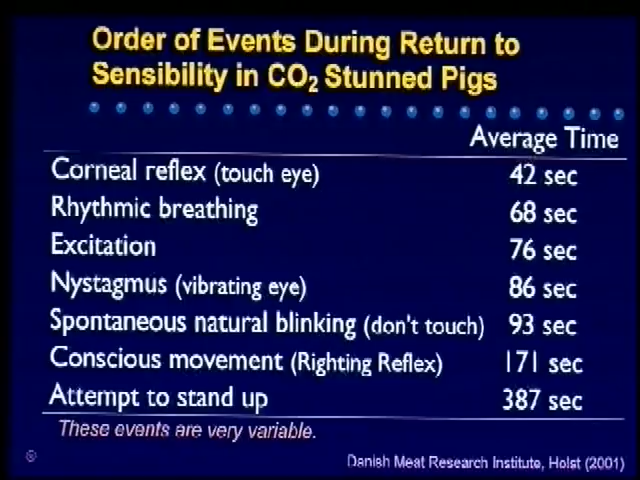 Order of Events During Return to
Sensibility in CO₂ Stunned Pigs
Average Time
Corneal reflex (touch eye) 42 sec
Rhythmic breathing 68 sec
Excitation 76 sec
Nystagmus (vibrating eye) 86 sec
Spontaneous natural blinking (don't touch) 93 sec
Conscious movement (Righting Reflex) 171 sec
Attempt to stand up 387 sec
These events are very variable.
Danish Meat Research Institute, Holst (2001)